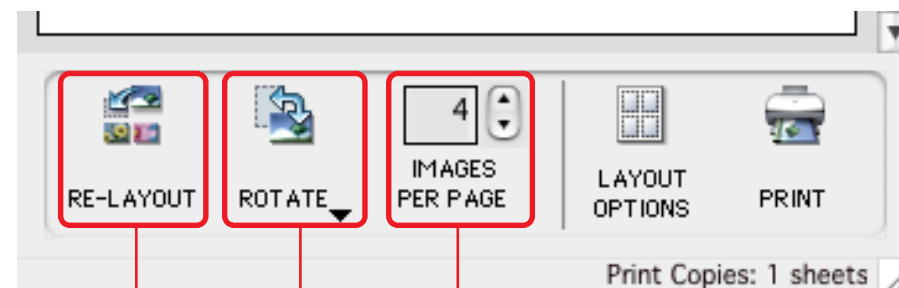 4
RE-LAYOUT
ROTATE
IMAGES
PER PAGE
LAYOUT
OPTIONS
PRINT
Print Copies: 1 sheets